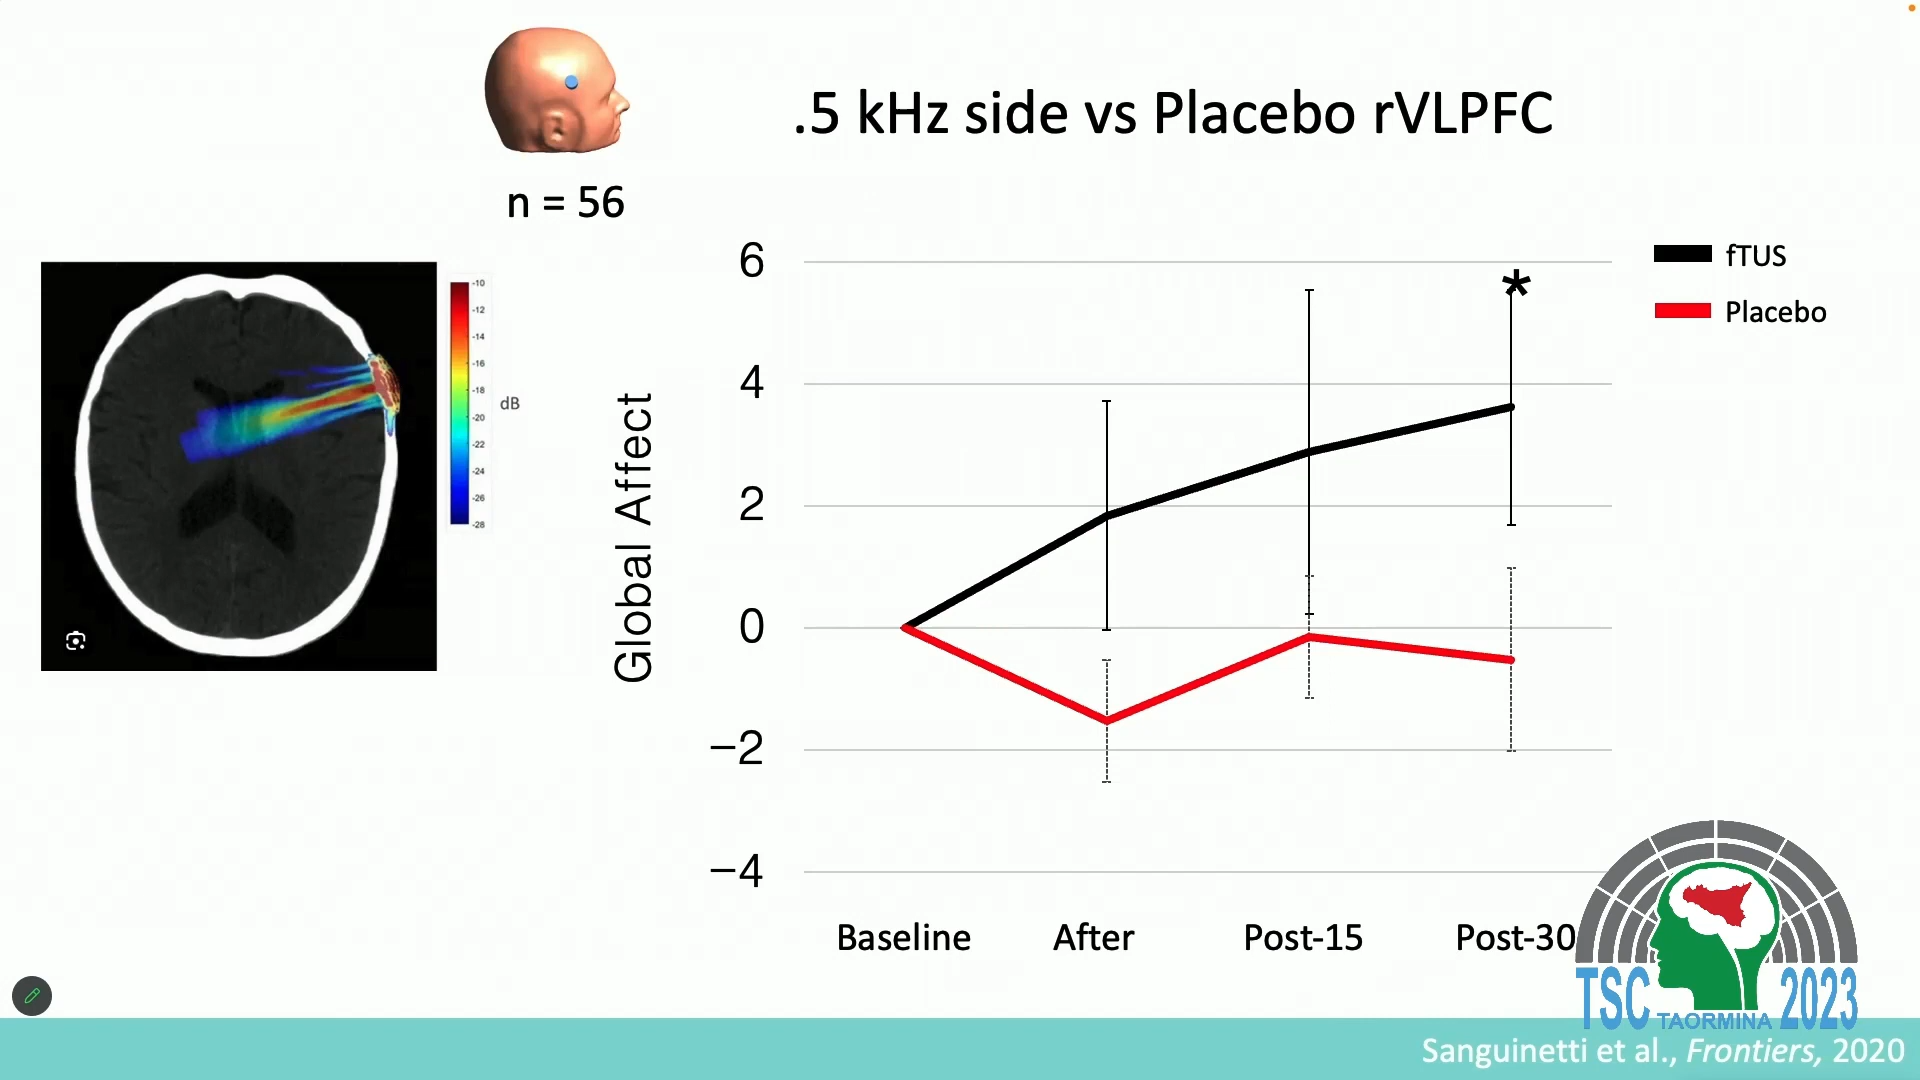 .5 kHz side vs Placebo rVLPFC
n = 56
-10
-12
-14
-16
-18
-20
-22
-24
-26
-28
dB
Global Affect
6
4
2
0
−2
−4
Baseline After Post-15 Post-30
*
fTUS
Placebo
TSC TAORMINA 2023
Sanguinetti et al., Frontiers, 2020